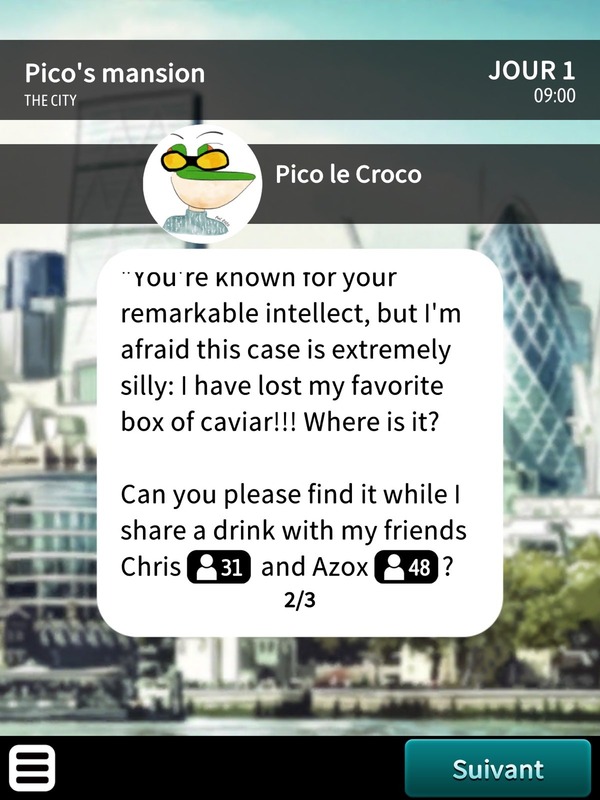 Pico's mansion
THE CITY
JOUR 1
09:00
Pico le Croco
"You're known for your
remarkable intellect, but I'm
afraid this case is extremely
silly: I have lost my favorite
box of caviar!!! Where is it?
Can you please find it while I
share a drink with my friends
Chris 31 and Azox 48 ?
2/3
Suivant